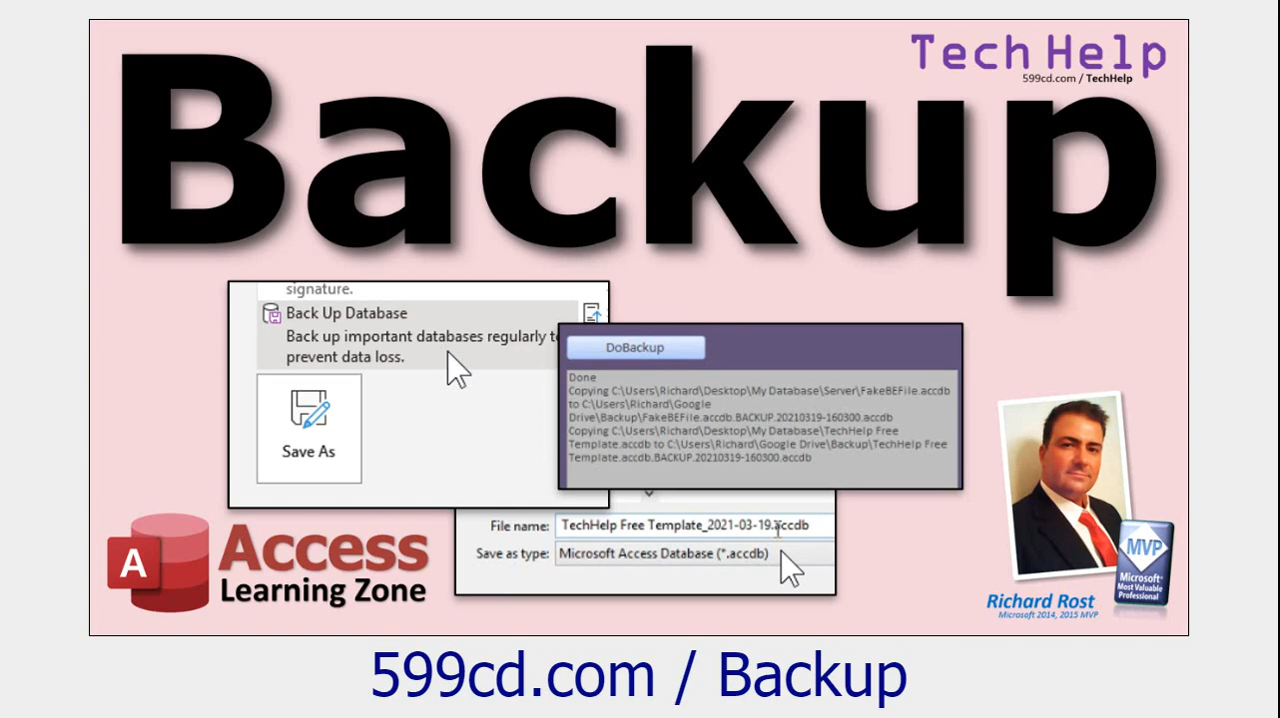 Backup
Tech Help
599cd.com / TechHelp
signature.
Back Up Database
Back up important databases regularly to
prevent data loss.
Save As
DoBackup
Done
Copying C:\Users\Richard\Desktop\My Database\Server\FakeBEFile.accdb
to C:\Users\Richard\Google
Drive\Backup\FakeBEFile.accdb.BACKUP.20210319-160300.accdb
Copying C:\Users\Richard\Desktop\My Database\TechHelp Free
Template.accdb to C:\Users\Richard\Google Drive\Backup\TechHelp Free
Template.accdb.BACKUP.20210319-160300.accdb
File name: TechHelp Free Template_2021-03-19.accdb
Save as type: Microsoft Access Database (*.accdb)
A
Access
Learning Zone
MVP
Microsoft®
Most Valuable
Professional
Richard Rost
Microsoft 2014, 2015 MVP
599cd.com / Backup